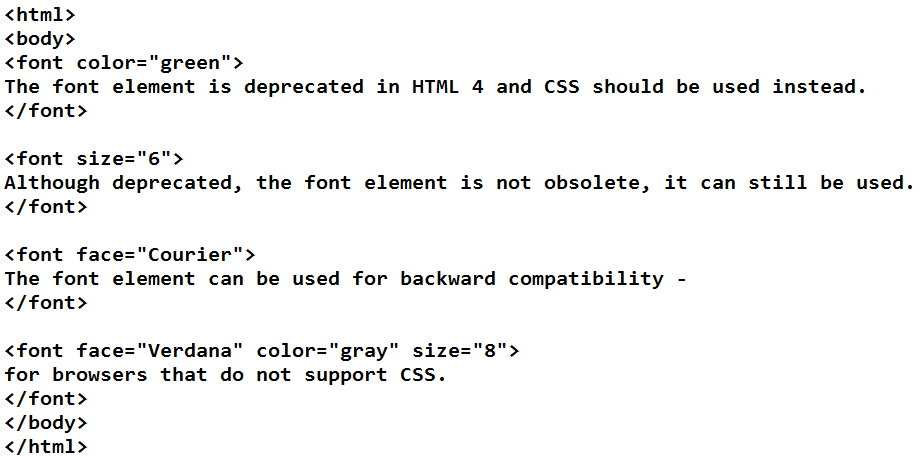 <html>
<body>
<font color="green">
The font element is deprecated in HTML 4 and CSS should be used instead.
</font>

<font size="6">
Although deprecated, the font element is not obsolete, it can still be used.
</font>

<font face="Courier">
The font element can be used for backward compatibility -
</font>

<font face="Verdana" color="gray" size="8">
for browsers that do not support CSS.
</font>
</body>
</html>